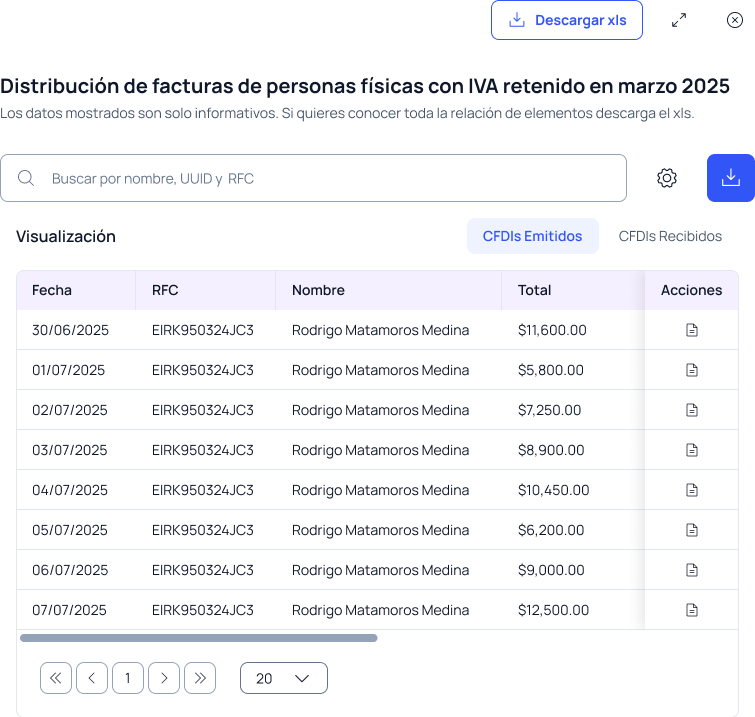 Descargar xls
Distribución de facturas de personas físicas con IVA retenido en marzo 2025
Los datos mostrados son solo informativos. Si quieres conocer toda la relación de elementos descarga el xls.
Buscar por nombre, UUID y RFC
Visualización CFDIs Emitidos CFDIs Recibidos
Fecha RFC Nombre Total Acciones
30/06/2025 EIRK950324JC3 Rodrigo Matamoros Medina $11,600.00
01/07/2025 EIRK950324JC3 Rodrigo Matamoros Medina $5,800.00
02/07/2025 EIRK950324JC3 Rodrigo Matamoros Medina $7,250.00
03/07/2025 EIRK950324JC3 Rodrigo Matamoros Medina $8,900.00
04/07/2025 EIRK950324JC3 Rodrigo Matamoros Medina $10,450.00
05/07/2025 EIRK950324JC3 Rodrigo Matamoros Medina $6,200.00
06/07/2025 EIRK950324JC3 Rodrigo Matamoros Medina $9,000.00
07/07/2025 EIRK950324JC3 Rodrigo Matamoros Medina $12,500.00
1 20